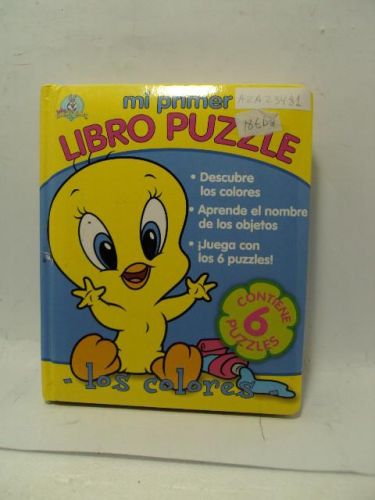 mi primer
AZA23431
LIBRO PUZZLE
• Descubre
los colores
• Aprende el nombre
de los objetos
• ¡Juega con
los 6 puzzles!
CONTIENE
6
PUZZLES
- los colores -